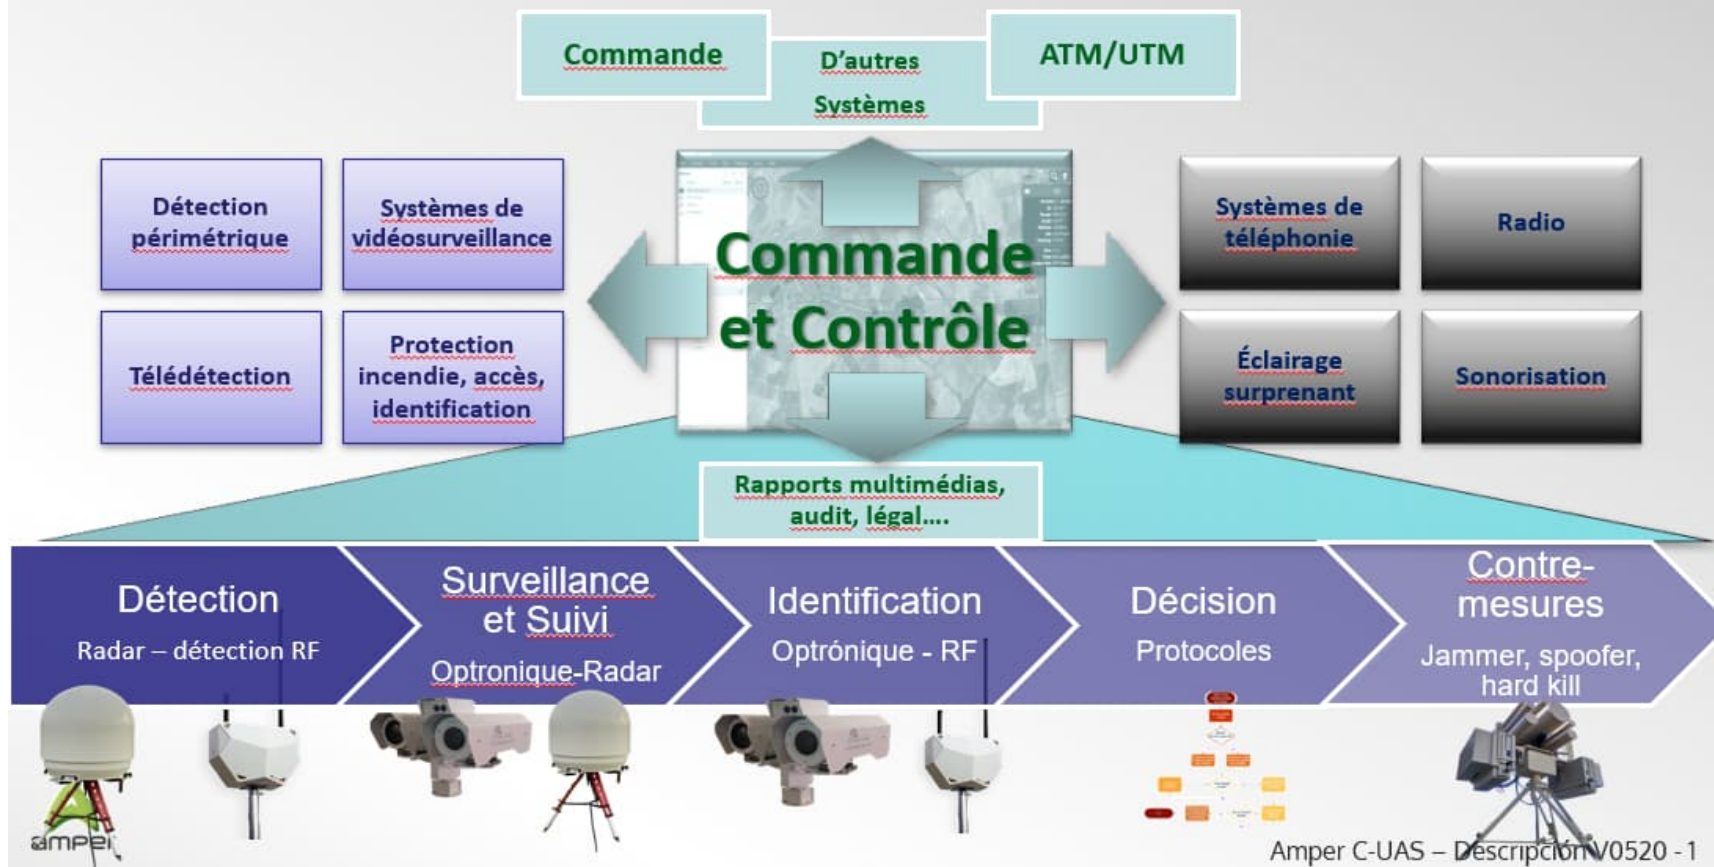 Commande
D'autres
Systèmes
ATM/UTM
Détection
périmétrique
Systèmes de
vidéosurveillance
Télédétection
Protection
incendie, accès,
identification
Commande
et Contrôle
Systèmes de
téléphonie
Radio
Éclairage
surprenant
Sonorisation
Rapports multimédias,
audit, légal....
Détection
Radar – détection RF
Surveillance
et Suivi
Optronique-Radar
Identification
Optrónique - RF
Décision
Protocoles
Contre-
mesures
Jammer, spoofer,
hard kill
amper
Amper C-UAS – Descripción V0520 - 1